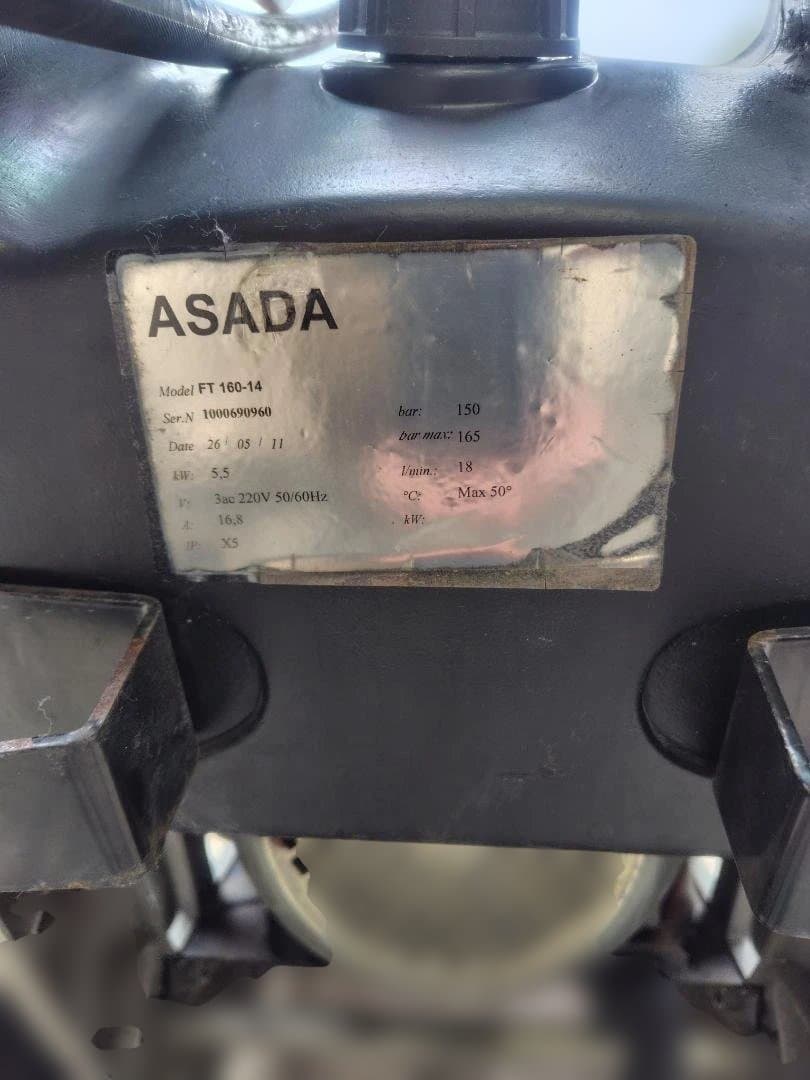 ASADA
Model FT 160-14
Ser.N 1000690960
Date 26 / 05 / 11
kW: 5,5
V: 3ac 220V 50/60Hz
A: 16,8
IP: X5
bar: 150
bar max: 165
l/min.: 18
°C: Max 50°
kW: